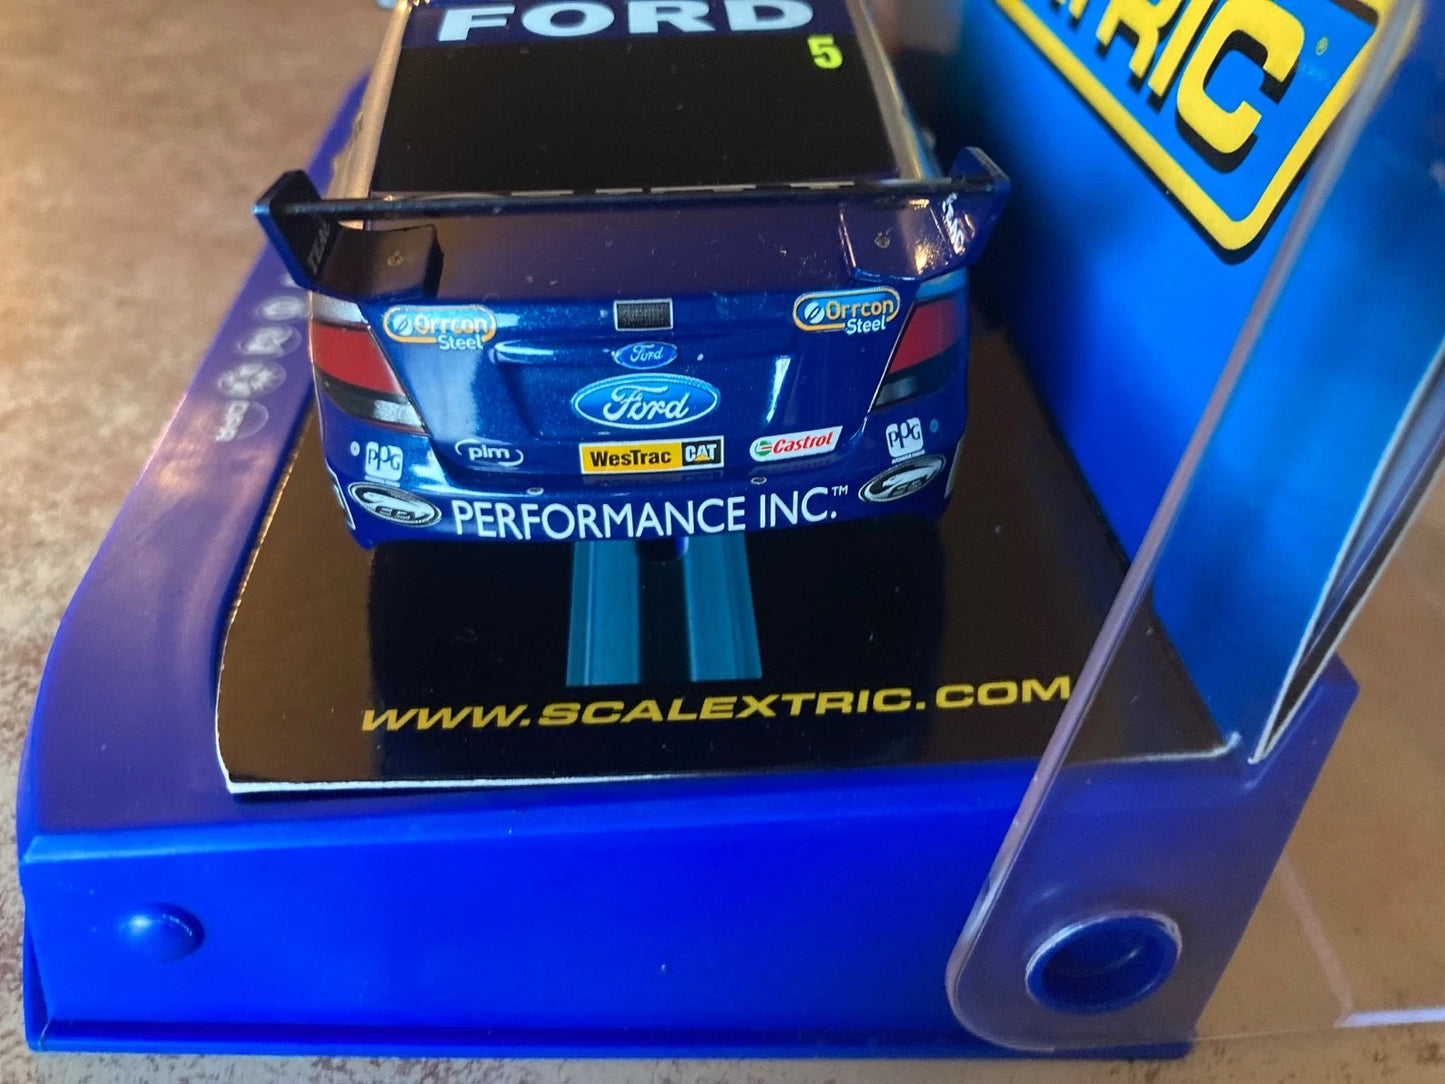 FORD
5
TRIC
®
Orrcon
Steel
Orrcon
Steel
Ford
Ford
plm
WesTrac CAT
Castrol
PPG
PPG
PERFORMANCE INC.™
WWW.SCALEXTRIC.COM